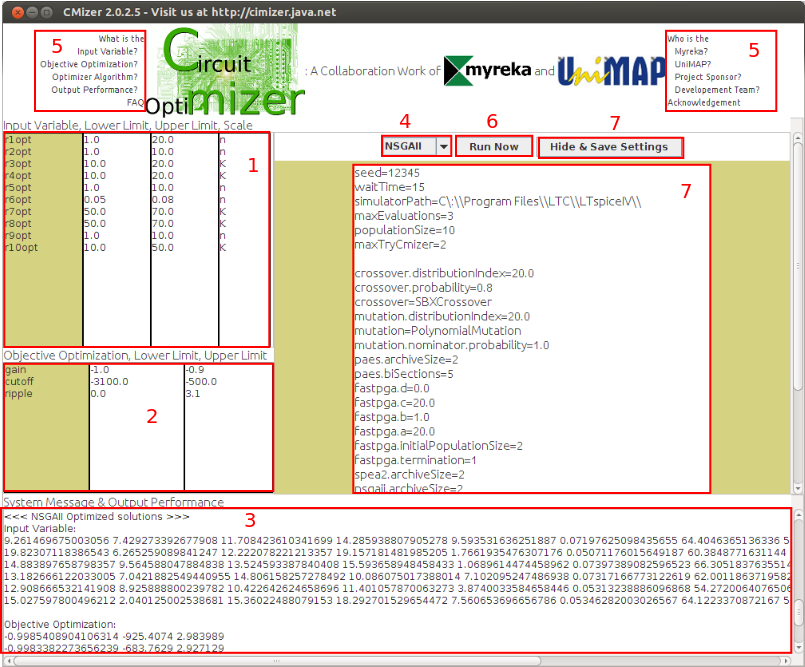 CMizer 2.0.2.5 - Visit us at http://cimizer.java.net
5
What is the
Input Variable?
Objective Optimization?
Optimizer Algorithm?
Output Performance?
FAQ
Circuit
Optimizer
: A Collaboration Work of
myreka
and
UniMAP
Who is the
Myreka?
UniMAP?
Project Sponsor?
Developement Team?
Acknowledgement
5
Input Variable, Lower Limit, Upper Limit, Scale
r1opt 1.0 20.0 n
r2opt 1.0 10.0 n
r3opt 10.0 20.0 K
r4opt 10.0 20.0 K
r5opt 1.0 10.0 n
r6opt 0.05 0.08 n
r7opt 50.0 70.0 K
r8opt 50.0 70.0 K
r9opt 1.0 10.0 n
r10opt 10.0 50.0 K
1
4
6
7
NSGAII
Run Now
Hide & Save Settings
seed=12345
waitTime=15
simulatorPath=C\:\\Program Files\\LTC\\LTspiceIV\\
maxEvaluations=3
populationSize=10
maxTryCmizer=2
crossover.distributionIndex=20.0
crossover.probability=0.8
crossover=SBXCrossover
mutation.distributionIndex=20.0
mutation=PolynomialMutation
mutation.nominator.probability=1.0
paes.archiveSize=2
paes.biSections=5
fastpga.d=0.0
fastpga.c=20.0
fastpga.b=1.0
fastpga.a=20.0
fastpga.initialPopulationSize=2
fastpga.termination=1
spea2.archiveSize=2
nsgaii.archiveSize=2
7
Objective Optimization, Lower Limit, Upper Limit
gain -1.0 -0.9
cutoff -3100.0 -500.0
ripple 0.0 3.1
2
System Message & Output Performance
<<< NSGAII Optimized solutions >>>
3
Input Variable:
9.261469675003036 7.429273392677908 11.708423610341699 14.285938807905278 9.593531636251887 0.0719762509843565 64.4046365136336 5
19.82307118386543 6.265259089841247 12.222078221213357 19.157181481985205 1.7661935476307176 0.05071176015649187 60.3848771631144
14.883897658798357 9.564588047884838 13.524593387840408 15.593658948458433 1.0689614474458962 0.07397389082596523 66.3051837635514
13.182666122033005 7.0421882549440955 14.806158257278492 10.086075017388014 7.102095247486938 0.0731716677312261​9 62.0011863719582
12.908666532141908 8.925888800239782 10.422642624658696 11.401057870063273 3.8740033584658446 0.05313238886096868 54.2720064076506
15.027597800496212 2.040125002538681 15.36022488079153 18.292701529654472 7.560653696656786 0.05346282003026567 64.1223370872167 5
Objective Optimization:
-0.9985408904106314 -925.4074 2.983989
-0.9983382273656239 -683.7629 2.927129